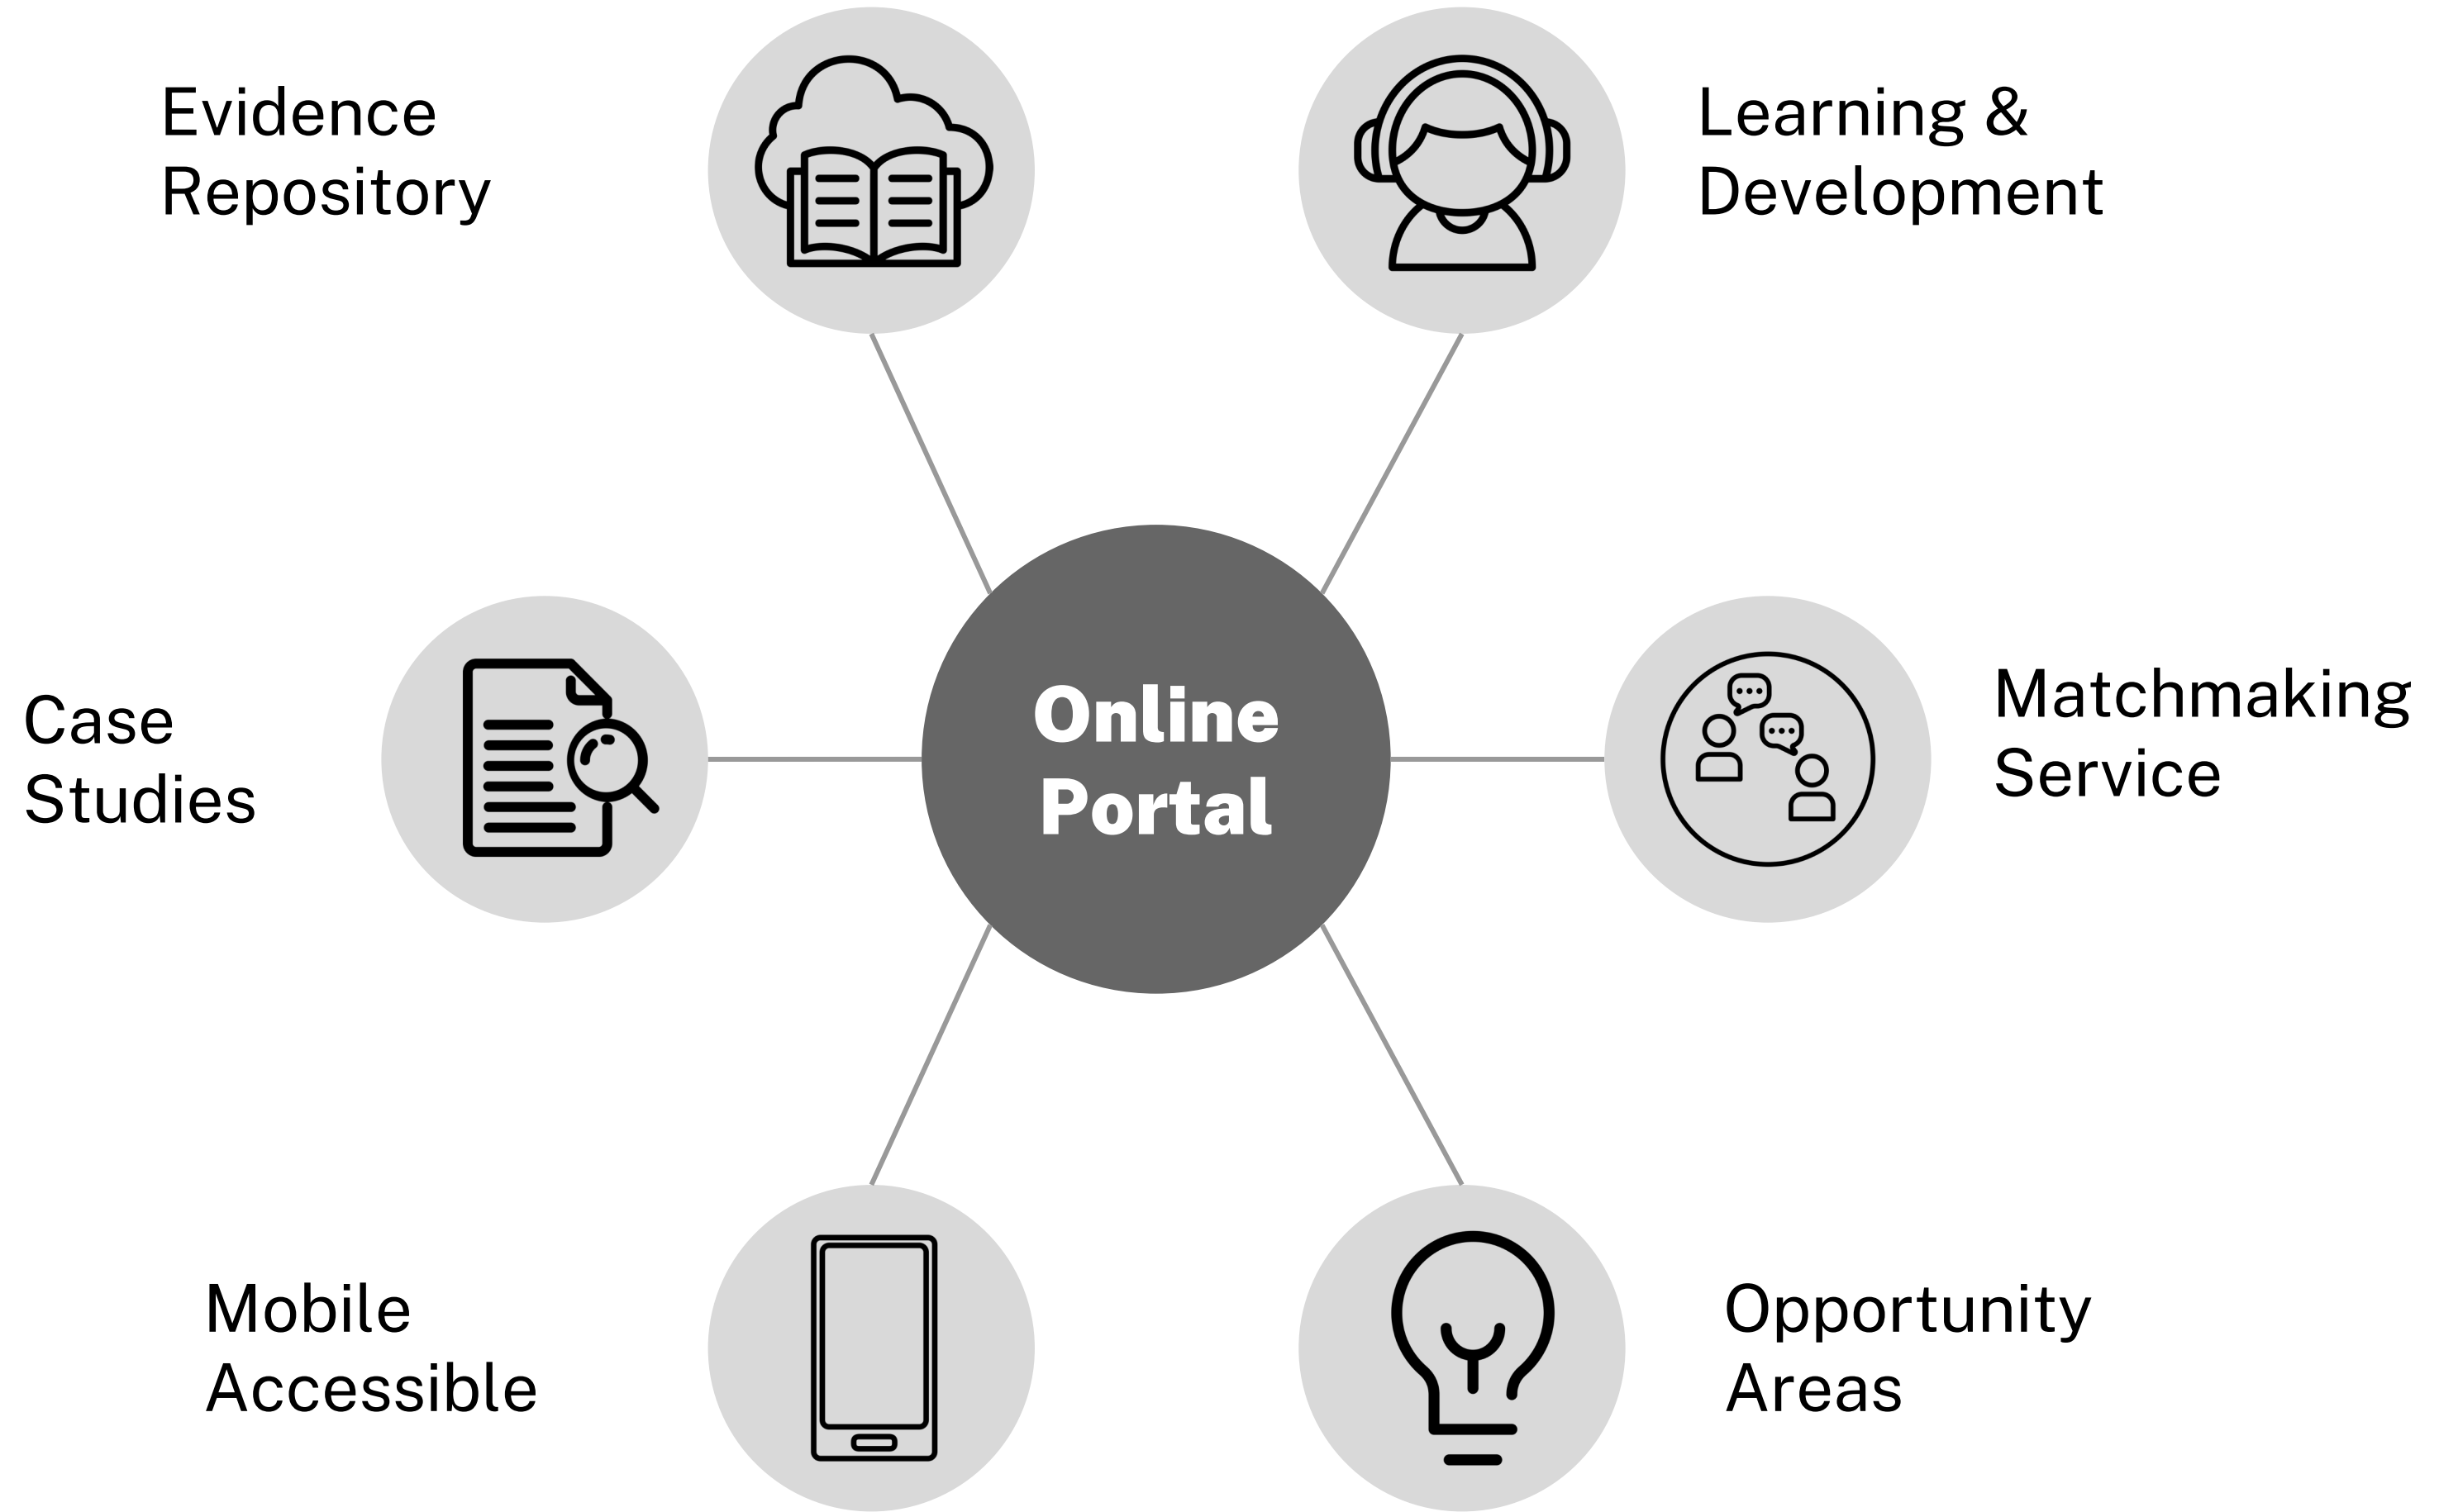 Evidence
Repository
Learning &
Development
Case
Studies
Online
Portal
Matchmaking
Service
Mobile
Accessible
Opportunity
Areas